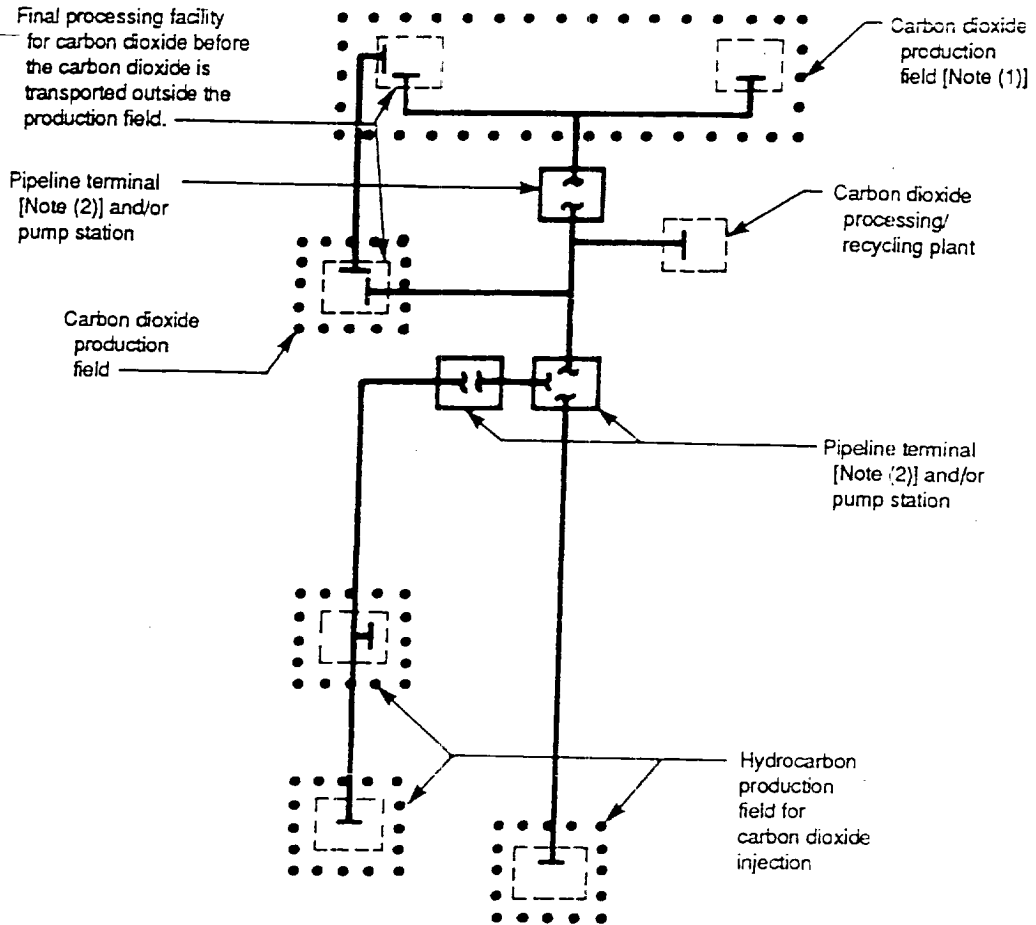 Final processing facility
for carbon dioxide before
the carbon dioxide is
transported outside the
production field.
Carbon dioxide
production
field [Note (1)]
Pipeline terminal
[Note (2)] and/or
pump station
Carbon dioxide
processing/
recycling plant
Carbon dioxide
production
field
Pipeline terminal
[Note (2)] and/or
pump station
Hydrocarbon
production
field for
carbon dioxide
injection